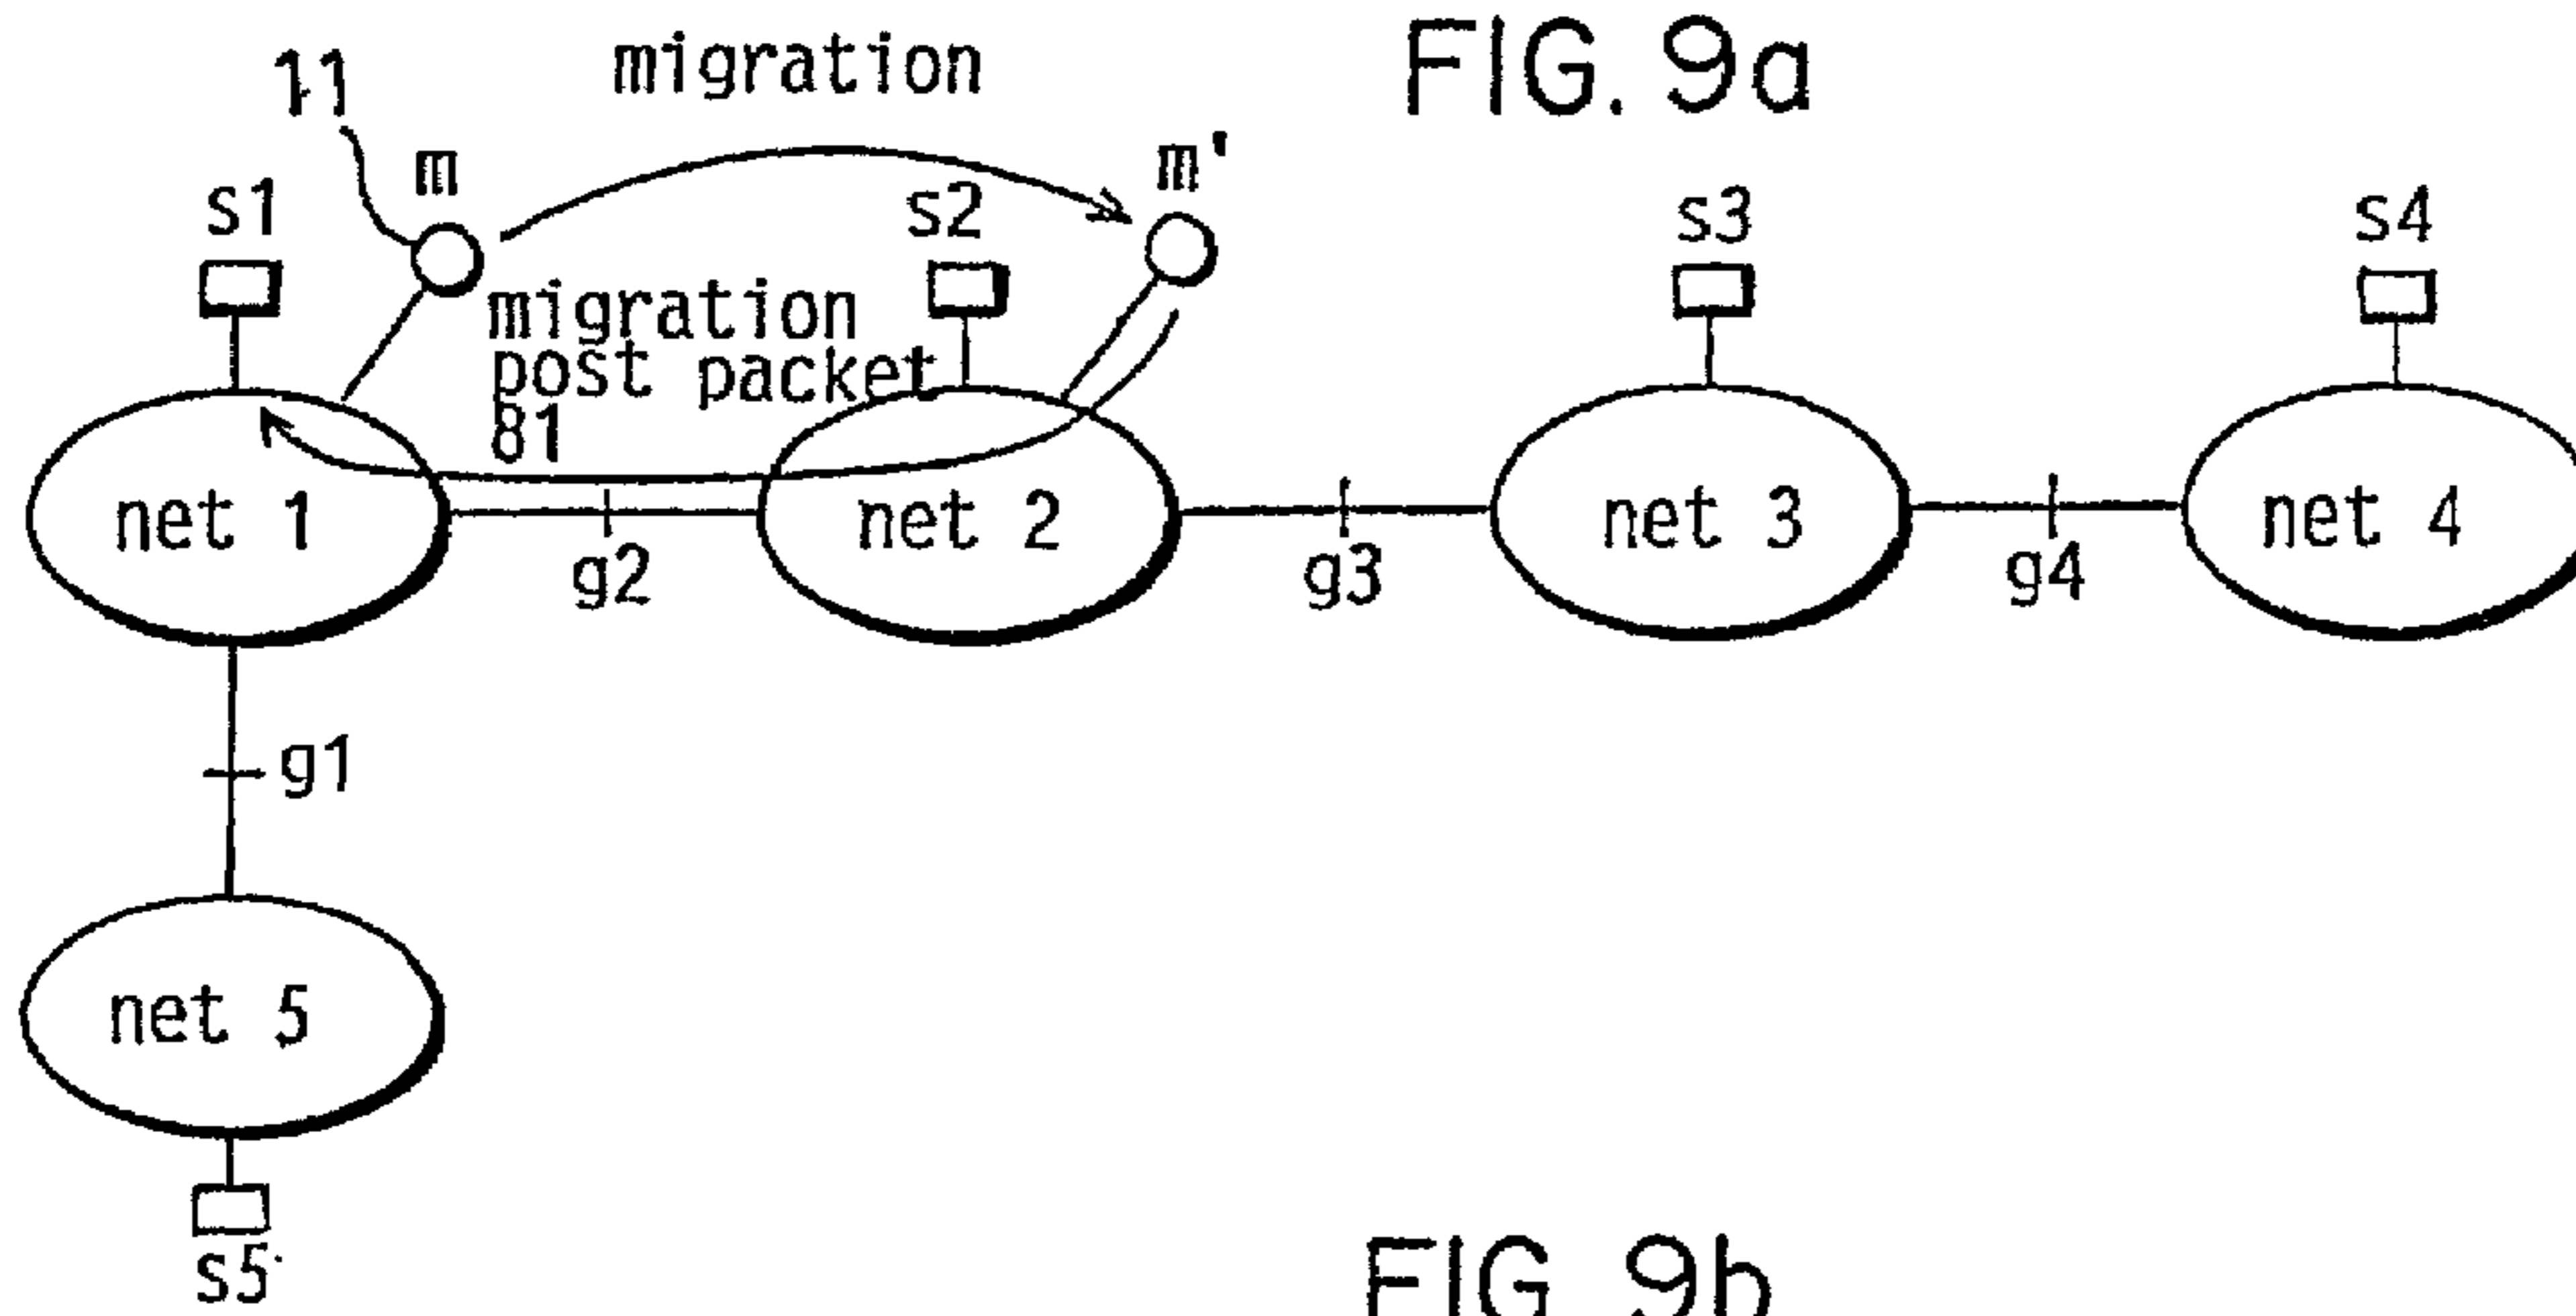 FIG. 9a
11
migration
m
m'
s1
s2
s3
s4
migration
post packet
81
net 1
net 2
net 3
net 4
g2
g3
g4
g1
net 5
s5
FIG. 9b